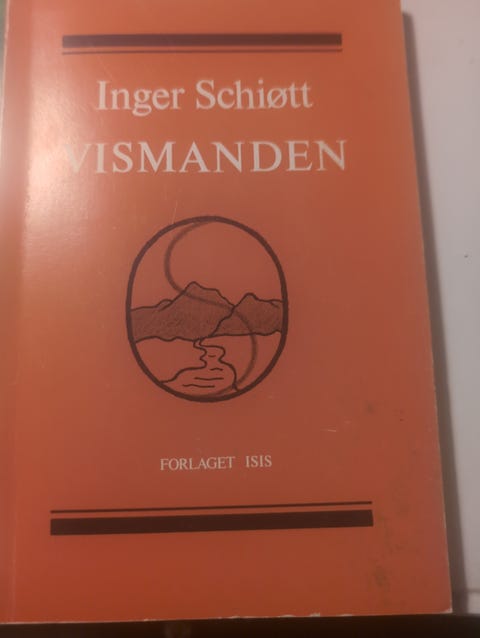 Inger Schiøtt
VISMANDEN
FORLAGET ISIS